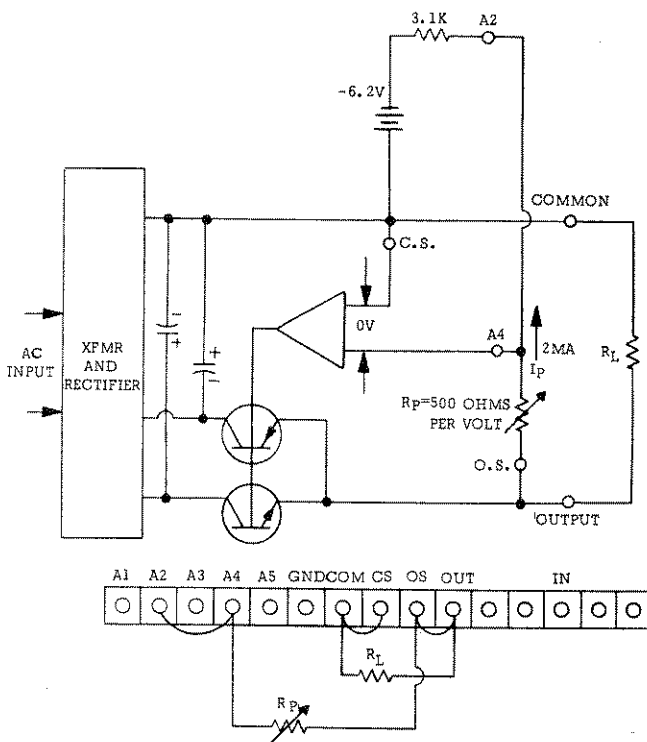 3.1K
A2
-6.2V
COMMON
C.S.
0V
A4
2MA
IP
RL
XFMR
AND
RECTIFIER
AC
INPUT
RP=500 OHMS
PER VOLT
O.S.
OUTPUT
A1 A2 A3 A4 A5 GND COM CS OS OUT IN
RL
RP